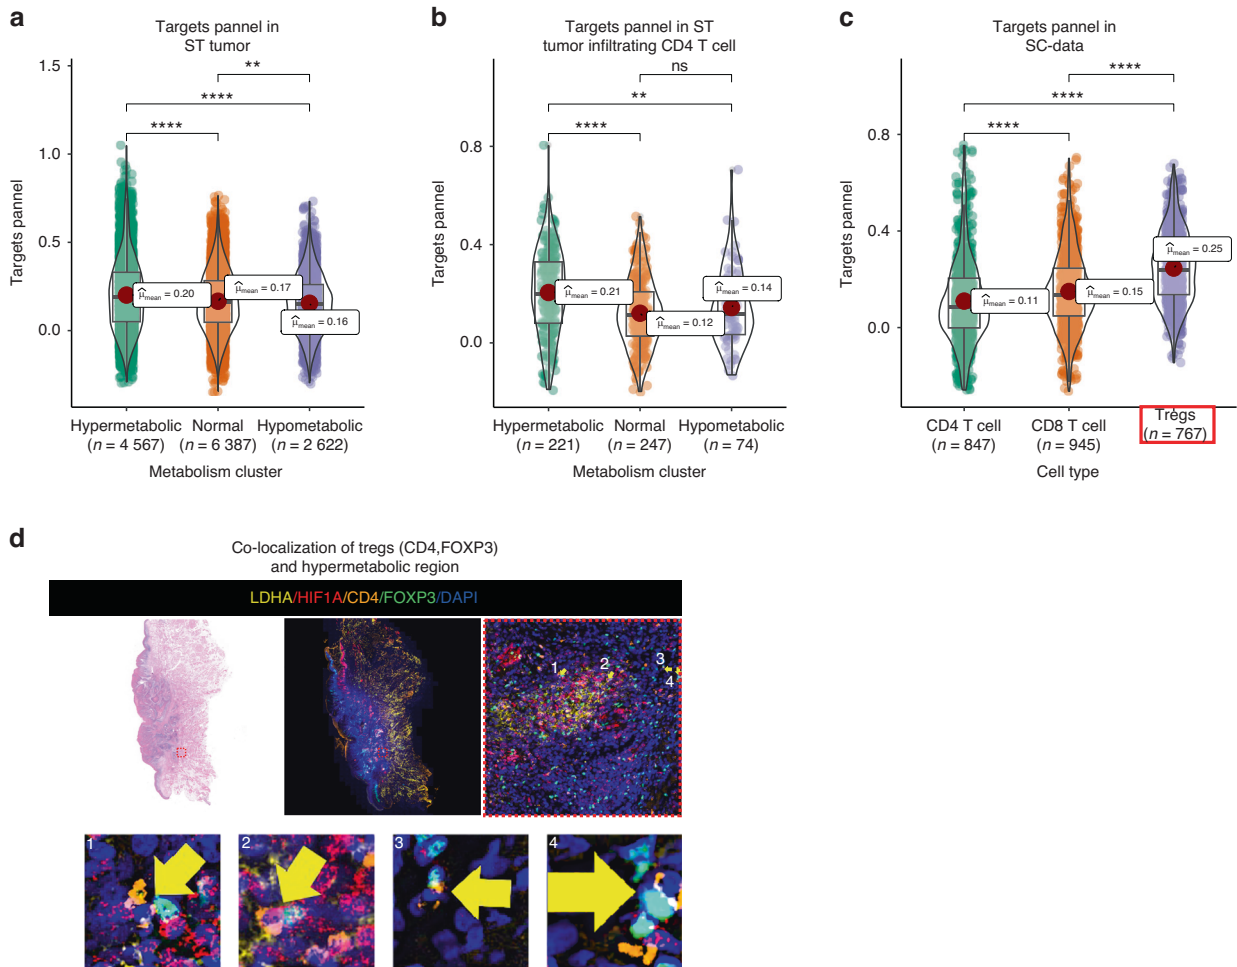 a
Targets pannel in
ST tumor
1.5
1.0
0.5
0.0
Targets pannel
**
****
****
μ̂mean = 0.20
μ̂mean = 0.17
μ̂mean = 0.16
Hypermetabolic
(n = 4 567)
Normal
(n = 6 387)
Hypometabolic
(n = 2 622)
Metabolism cluster
b
Targets pannel in ST
tumor infiltrating CD4 T cell
0.8
0.4
0.0
Targets pannel
ns
**
****
μ̂mean = 0.21
μ̂mean = 0.12
μ̂mean = 0.14
Hypermetabolic
(n = 221)
Normal
(n = 247)
Hypometabolic
(n = 74)
Metabolism cluster
c
Targets pannel in
SC-data
0.8
0.4
0.0
Targets pannel
****
****
****
μ̂mean = 0.11
μ̂mean = 0.15
μ̂mean = 0.25
CD4 T cell
(n = 847)
CD8 T cell
(n = 945)
Tregs
(n = 767)
Cell type
d
Co-localization of tregs (CD4,FOXP3)
and hypermetabolic region
LDHA/HIF1A/CD4/FOXP3/DAPI
1
2
3
4
1
2
3
4